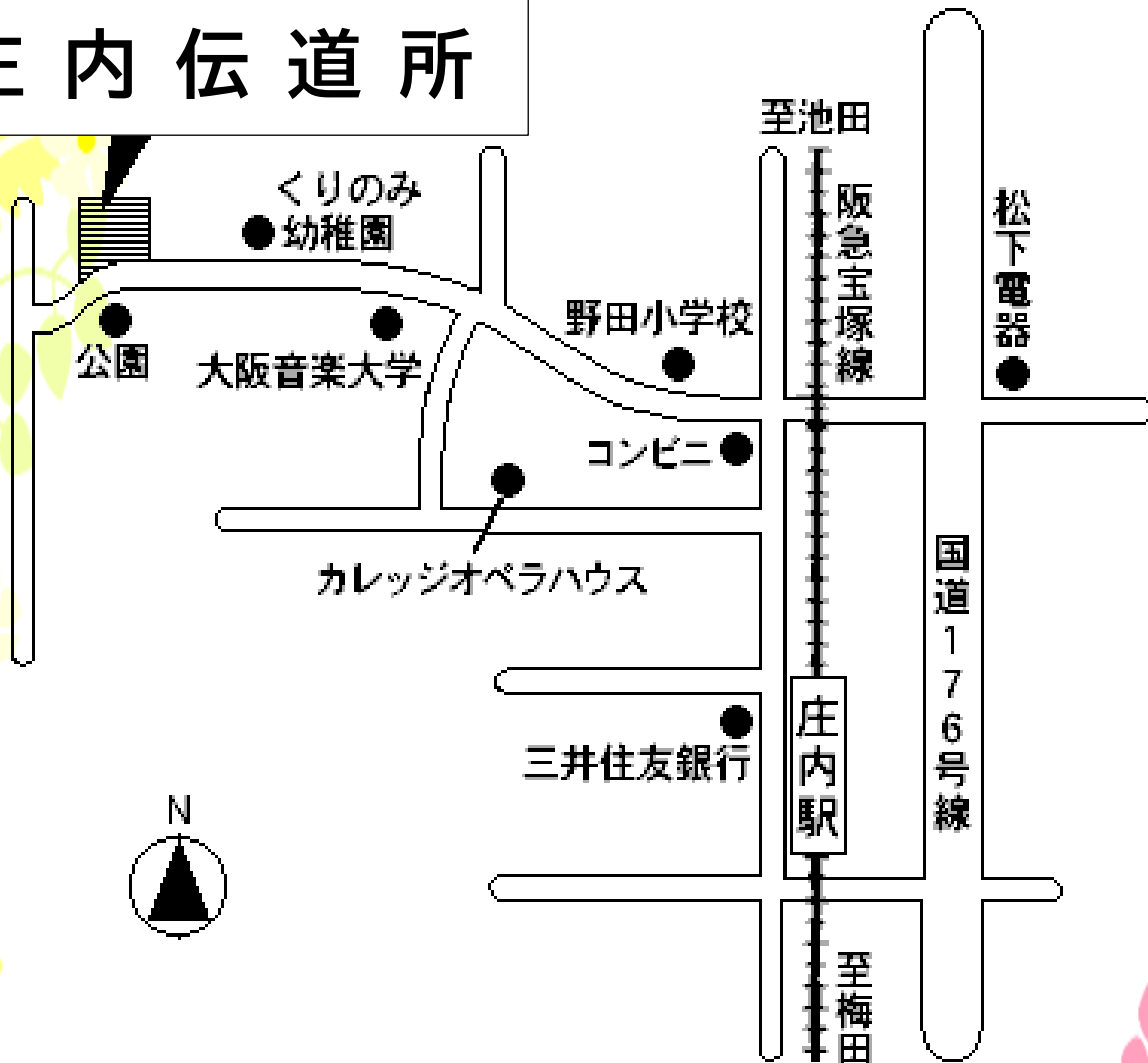 庄内伝道所
至池田
くりのみ
幼稚園
阪急宝塚線
松下電器
野田小学校
公園
大阪音楽大学
コンビニ
カレッジオペラハウス
国道176号線
庄内駅
三井住友銀行
N
至梅田